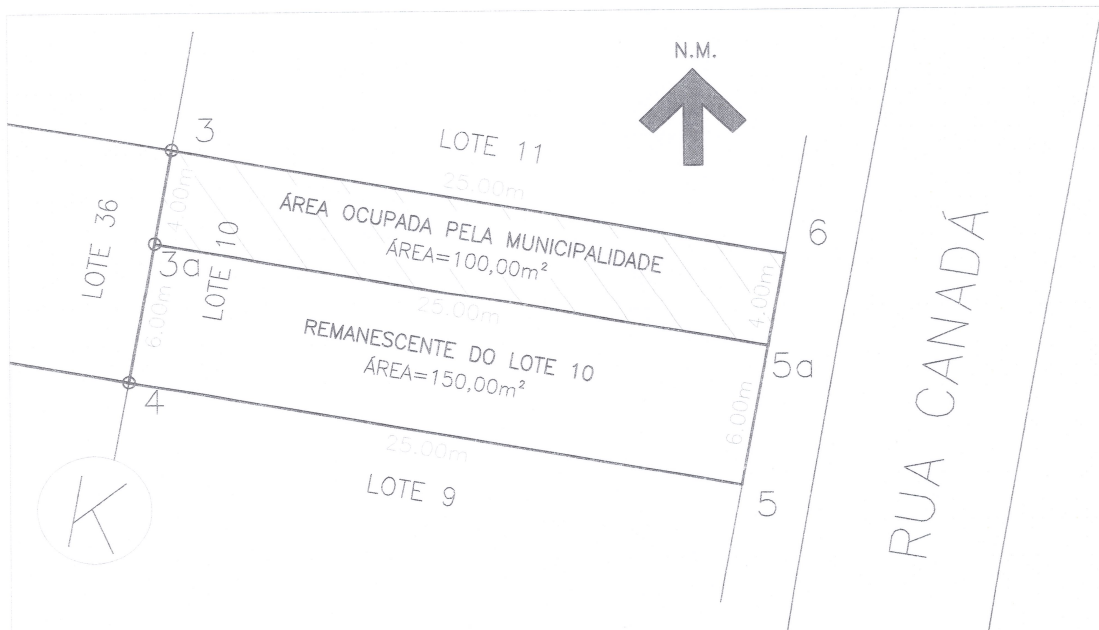 N.M.
3
LOTE 11
25.00m
LOTE 36
4.00m
ÁREA OCUPADA PELA MUNICIPALIDADE
ÁREA=100,00m²
6
3a
LOTE 10
25.00m
4.00m
6.00m
REMANESCENTE DO LOTE 10
ÁREA=150,00m²
5a
6.00m
4
25.00m
LOTE 9
5
K
RUA CANADÁ